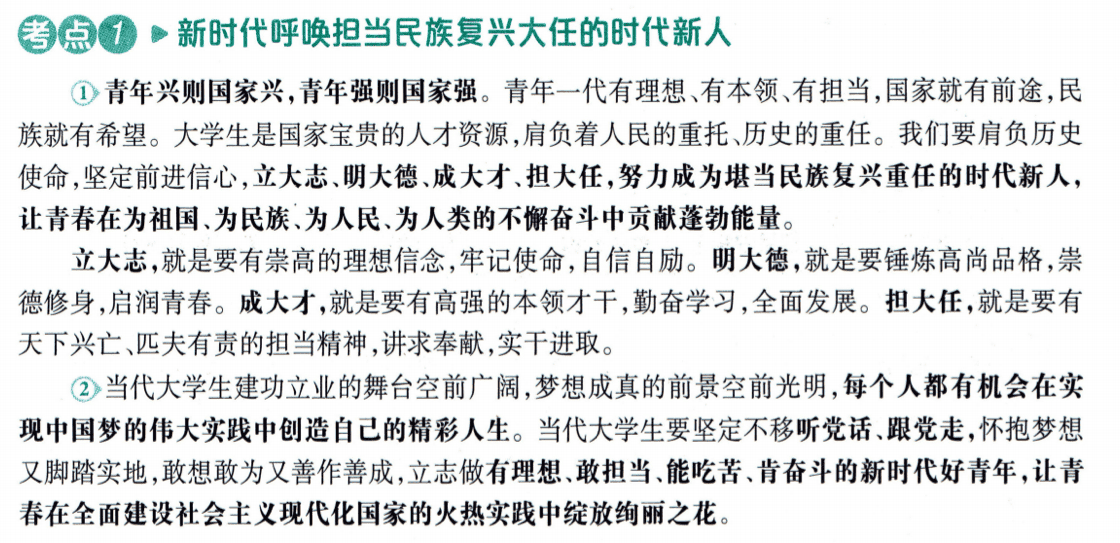 考点1 ▶ 新时代呼唤担当民族复兴大任的时代新人
①青年兴则国家兴,青年强则国家强。青年一代有理想、有本领、有担当,国家就有前途,民
族就有希望。大学生是国家宝贵的人才资源,肩负着人民的重托、历史的重任。我们要肩负历史
使命,坚定前进信心,立大志、明大德、成大才、担大任,努力成为堪当民族复兴重任的时代新人,
让青春在为祖国、为民族、为人民、为人类的不懈奋斗中贡献蓬勃能量。
立大志,就是要有崇高的理想信念,牢记使命,自信自励。明大德,就是要锤炼高尚品格,崇
德修身,启润青春。成大才,就是要有高强的本领才干,勤奋学习,全面发展。担大任,就是要有
天下兴亡、匹夫有责的担当精神,讲求奉献,实干进取。
②当代大学生建功立业的舞台空前广阔,梦想成真的前景空前光明,每个人都有机会在实
现中国梦的伟大实践中创造自己的精彩人生。当代大学生要坚定不移听党话、跟党走,怀抱梦想
又脚踏实地,敢想敢为又善作善成,立志做有理想、敢担当、能吃苦、肯奋斗的新时代好青年,让青
春在全面建设社会主义现代化国家的火热实践中绽放绚丽之花。